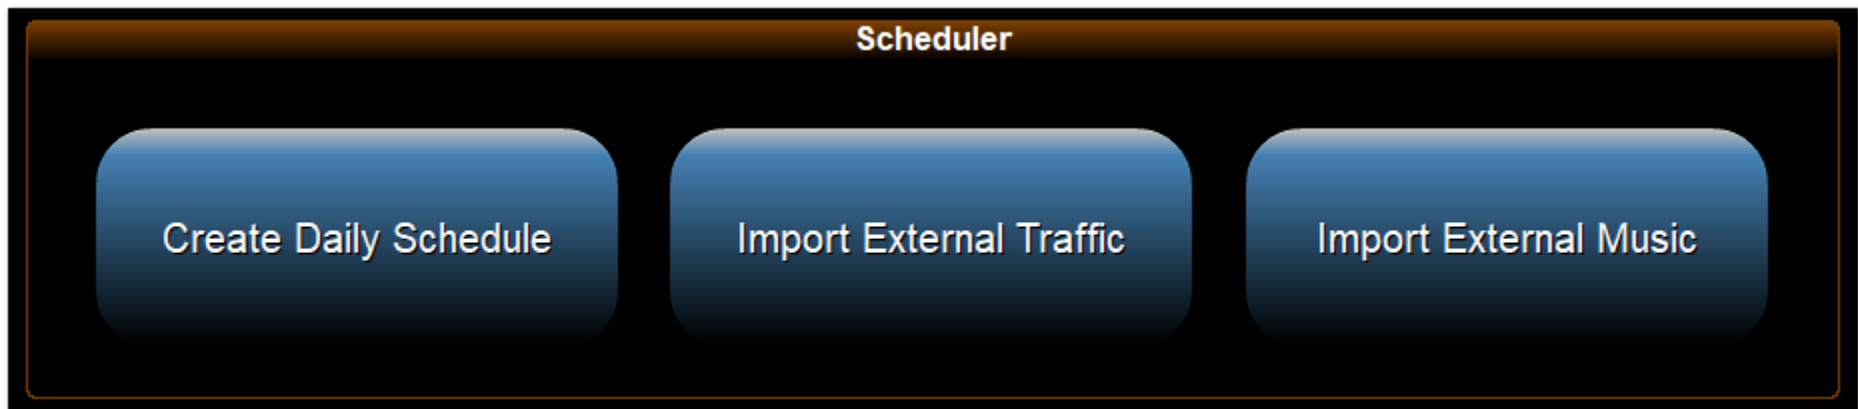 Scheduler
Create Daily Schedule
Import External Traffic
Import External Music